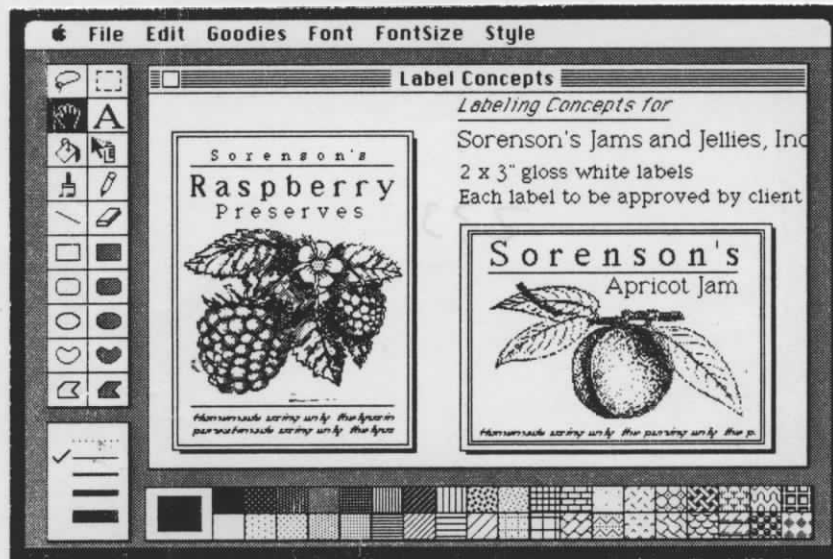 File Edit Goodies Font FontSize Style
Label Concepts
Labeling Concepts for
Sorenson's Jams and Jellies, Inc
2 x 3" gloss white labels
Each label to be approved by client
Sorenson's
Raspberry
Preserves
Sorenson's
Apricot Jam
A